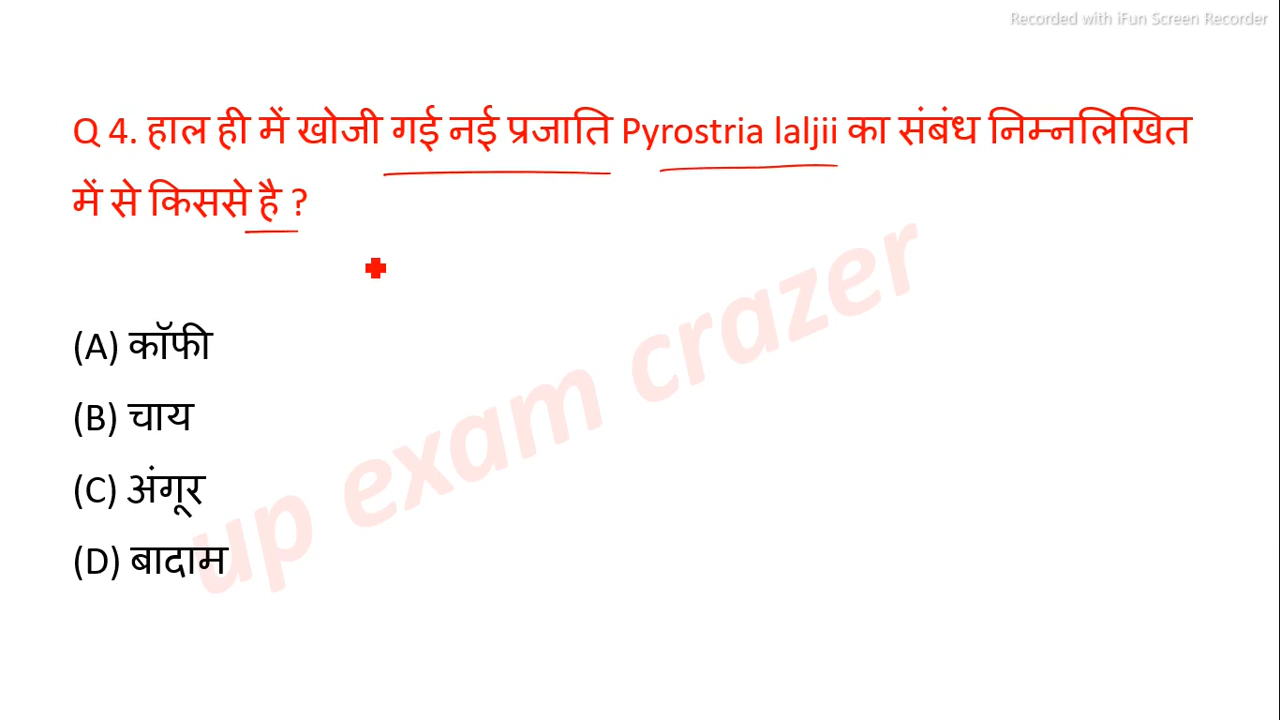 Recorded with iFun Screen Recorder
Q 4. हाल ही में खोजी गई नई प्रजाति Pyrostria laljii का संबंध निम्नलिखित
में से किससे है ?
(A) कॉफी
(B) चाय
(C) अंगूर
(D) बादाम
up exam crazer